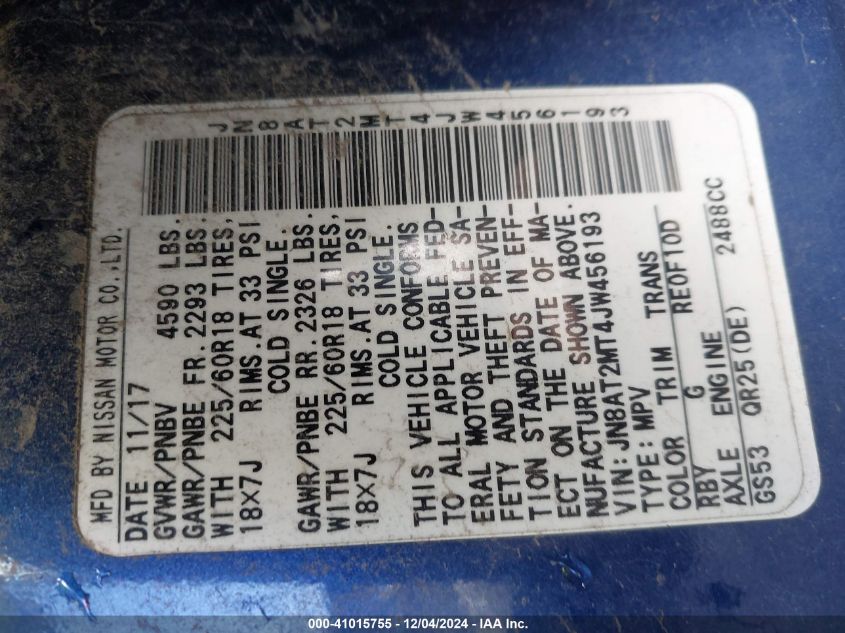 MFD BY NISSAN MOTOR CO.,LTD.
JN8AT2MT4JW456193
DATE 11/17
GVWR/PNBV 4590 LBS.
GAWR/PNBE FR. 2293 LBS.
WITH 225/60R18 TIRES,
18×7J RIMS.AT 33 PSI
COLD SINGLE.
GAWR/PNBE RR. 2326 LBS.
WITH 225/60R18 TIRES,
18×7J RIMS.AT 33 PSI
COLD SINGLE.
THIS VEHICLE CONFORMS
TO ALL APPLICABLE FED-
ERAL MOTOR VEHICLE SA-
FETY AND THEFT PREVEN-
TION STANDARDS IN EFF-
ECT ON THE DATE OF MA-
NUFACTURE SHOWN ABOVE.
VIN: JN8AT2MT4JW456193
TYPE: MPV
COLOR TRIM TRANS
RBY G RE0F10D
AXLE ENGINE
GS53 QR25(DE) 2488CC
000-41015755 - 12/04/2024 - IAA Inc.